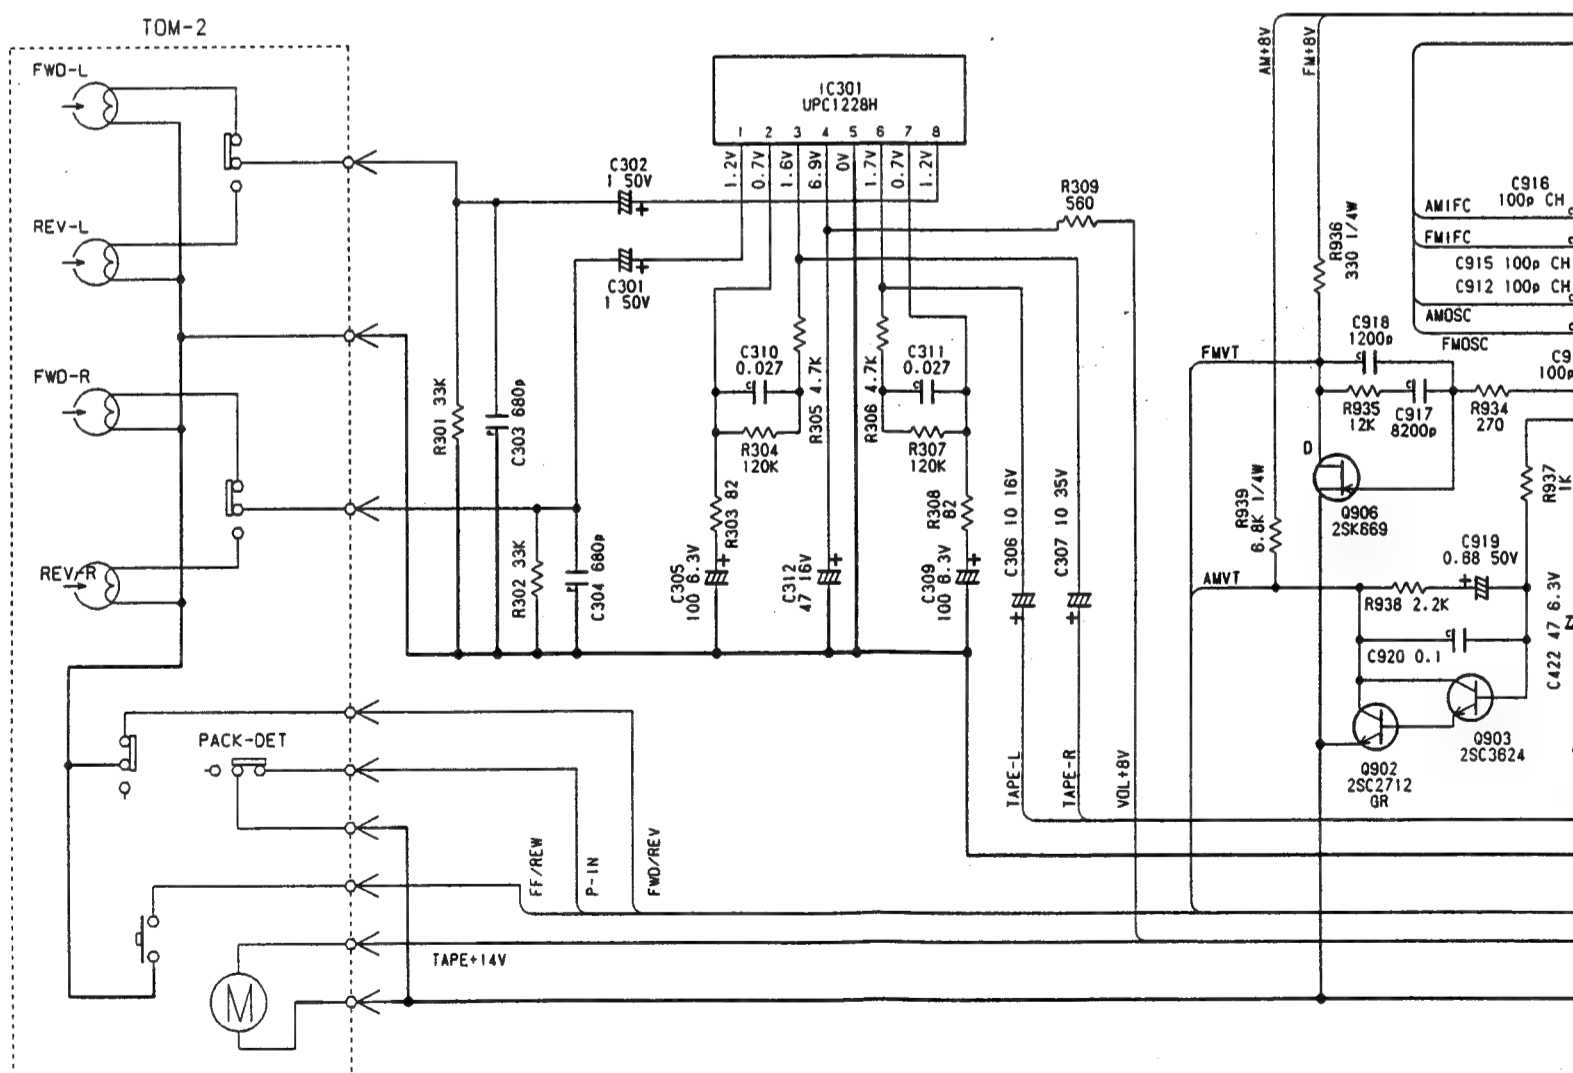 TOM-2
FWD-L
REV-L
FWD-R
REV-R
PACK-DET
M
TAPE+14V
FF/REW
P-IN
FWD/REV
IC301
UPC1228H
1 2 3 4 5 6 7 8
1.2V
0.7V
1.6V
6.9V
0V
1.7V
0.7V
1.2V
C302
1 50V
C301
1 50V
R309
560
R301 33K
C303 680p
R302 33K
C304 680p
C310
0.027
R305 4.7K
R304
120K
R303 82
C305
100 6.3V
C312
47 16V
R306 4.7K
C311
0.027
R307
120K
R308
82
C309
100 6.3V
C306 10 16V
C307 10 35V
TAPE-L
TAPE-R
VOL+8V
AM+8V
FM+8V
R936
330 1/4W
C916
100p CH
AMIFC
FMIFC
C915 100p CH
C912 100p CH
AMOSC
FMOSC
FMVT
C918
1200p
R935
12K
C917
8200p
R934
270
C9
100p
D
Q906
2SK669
R937
1K
R939
6.8K 1/4W
C919
0.68 50V
AMVT
R938 2.2K
C920 0.1
C422 47 6.3V
Q903
2SC3624
Q902
2SC2712
GR